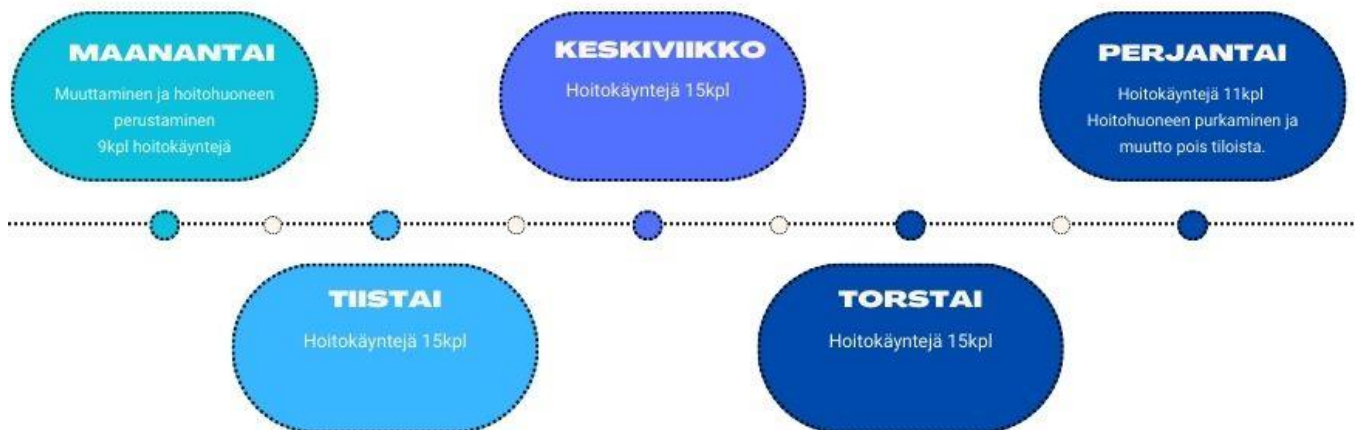 MAANANTAI
Muuttaminen ja hoitohuoneen
perustaminen
9kpl hoitokäyntejä
TIISTAI
Hoitokäyntejä 15kpl
KESKIVIIKKO
Hoitokäyntejä 15kpl
TORSTAI
Hoitokäyntejä 15kpl
PERJANTAI
Hoitokäyntejä 11kpl
Hoitohuoneen purkaminen ja
muutto pois tiloista.